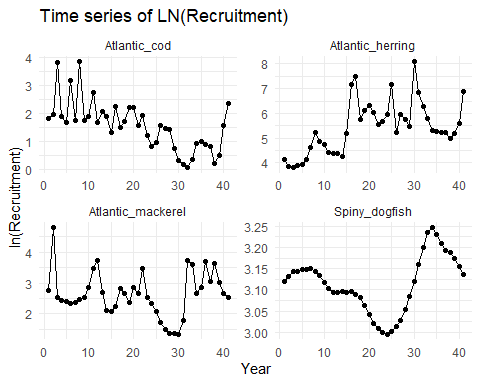 Time series of LN(Recruitment)
Atlantic_cod
Atlantic_herring
4
3
2
1
0
0 10 20 30 40
8
7
6
5
4
0 10 20 30 40
ln(Recruitment)
Atlantic_mackerel
Spiny_dogfish
4
3
2
0 10 20 30 40
3.25
3.20
3.15
3.10
3.05
3.00
0 10 20 30 40
Year